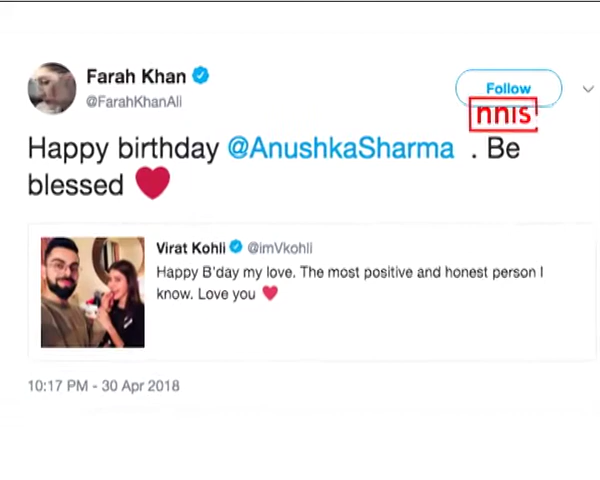 Farah Khan
@FarahKhanAli
Follow
nnis
Happy birthday @AnushkaSharma . Be
blessed ❤
Virat Kohli @imVkohli
Happy B'day my love. The most positive and honest person I
know. Love you ❤
10:17 PM - 30 Apr 2018